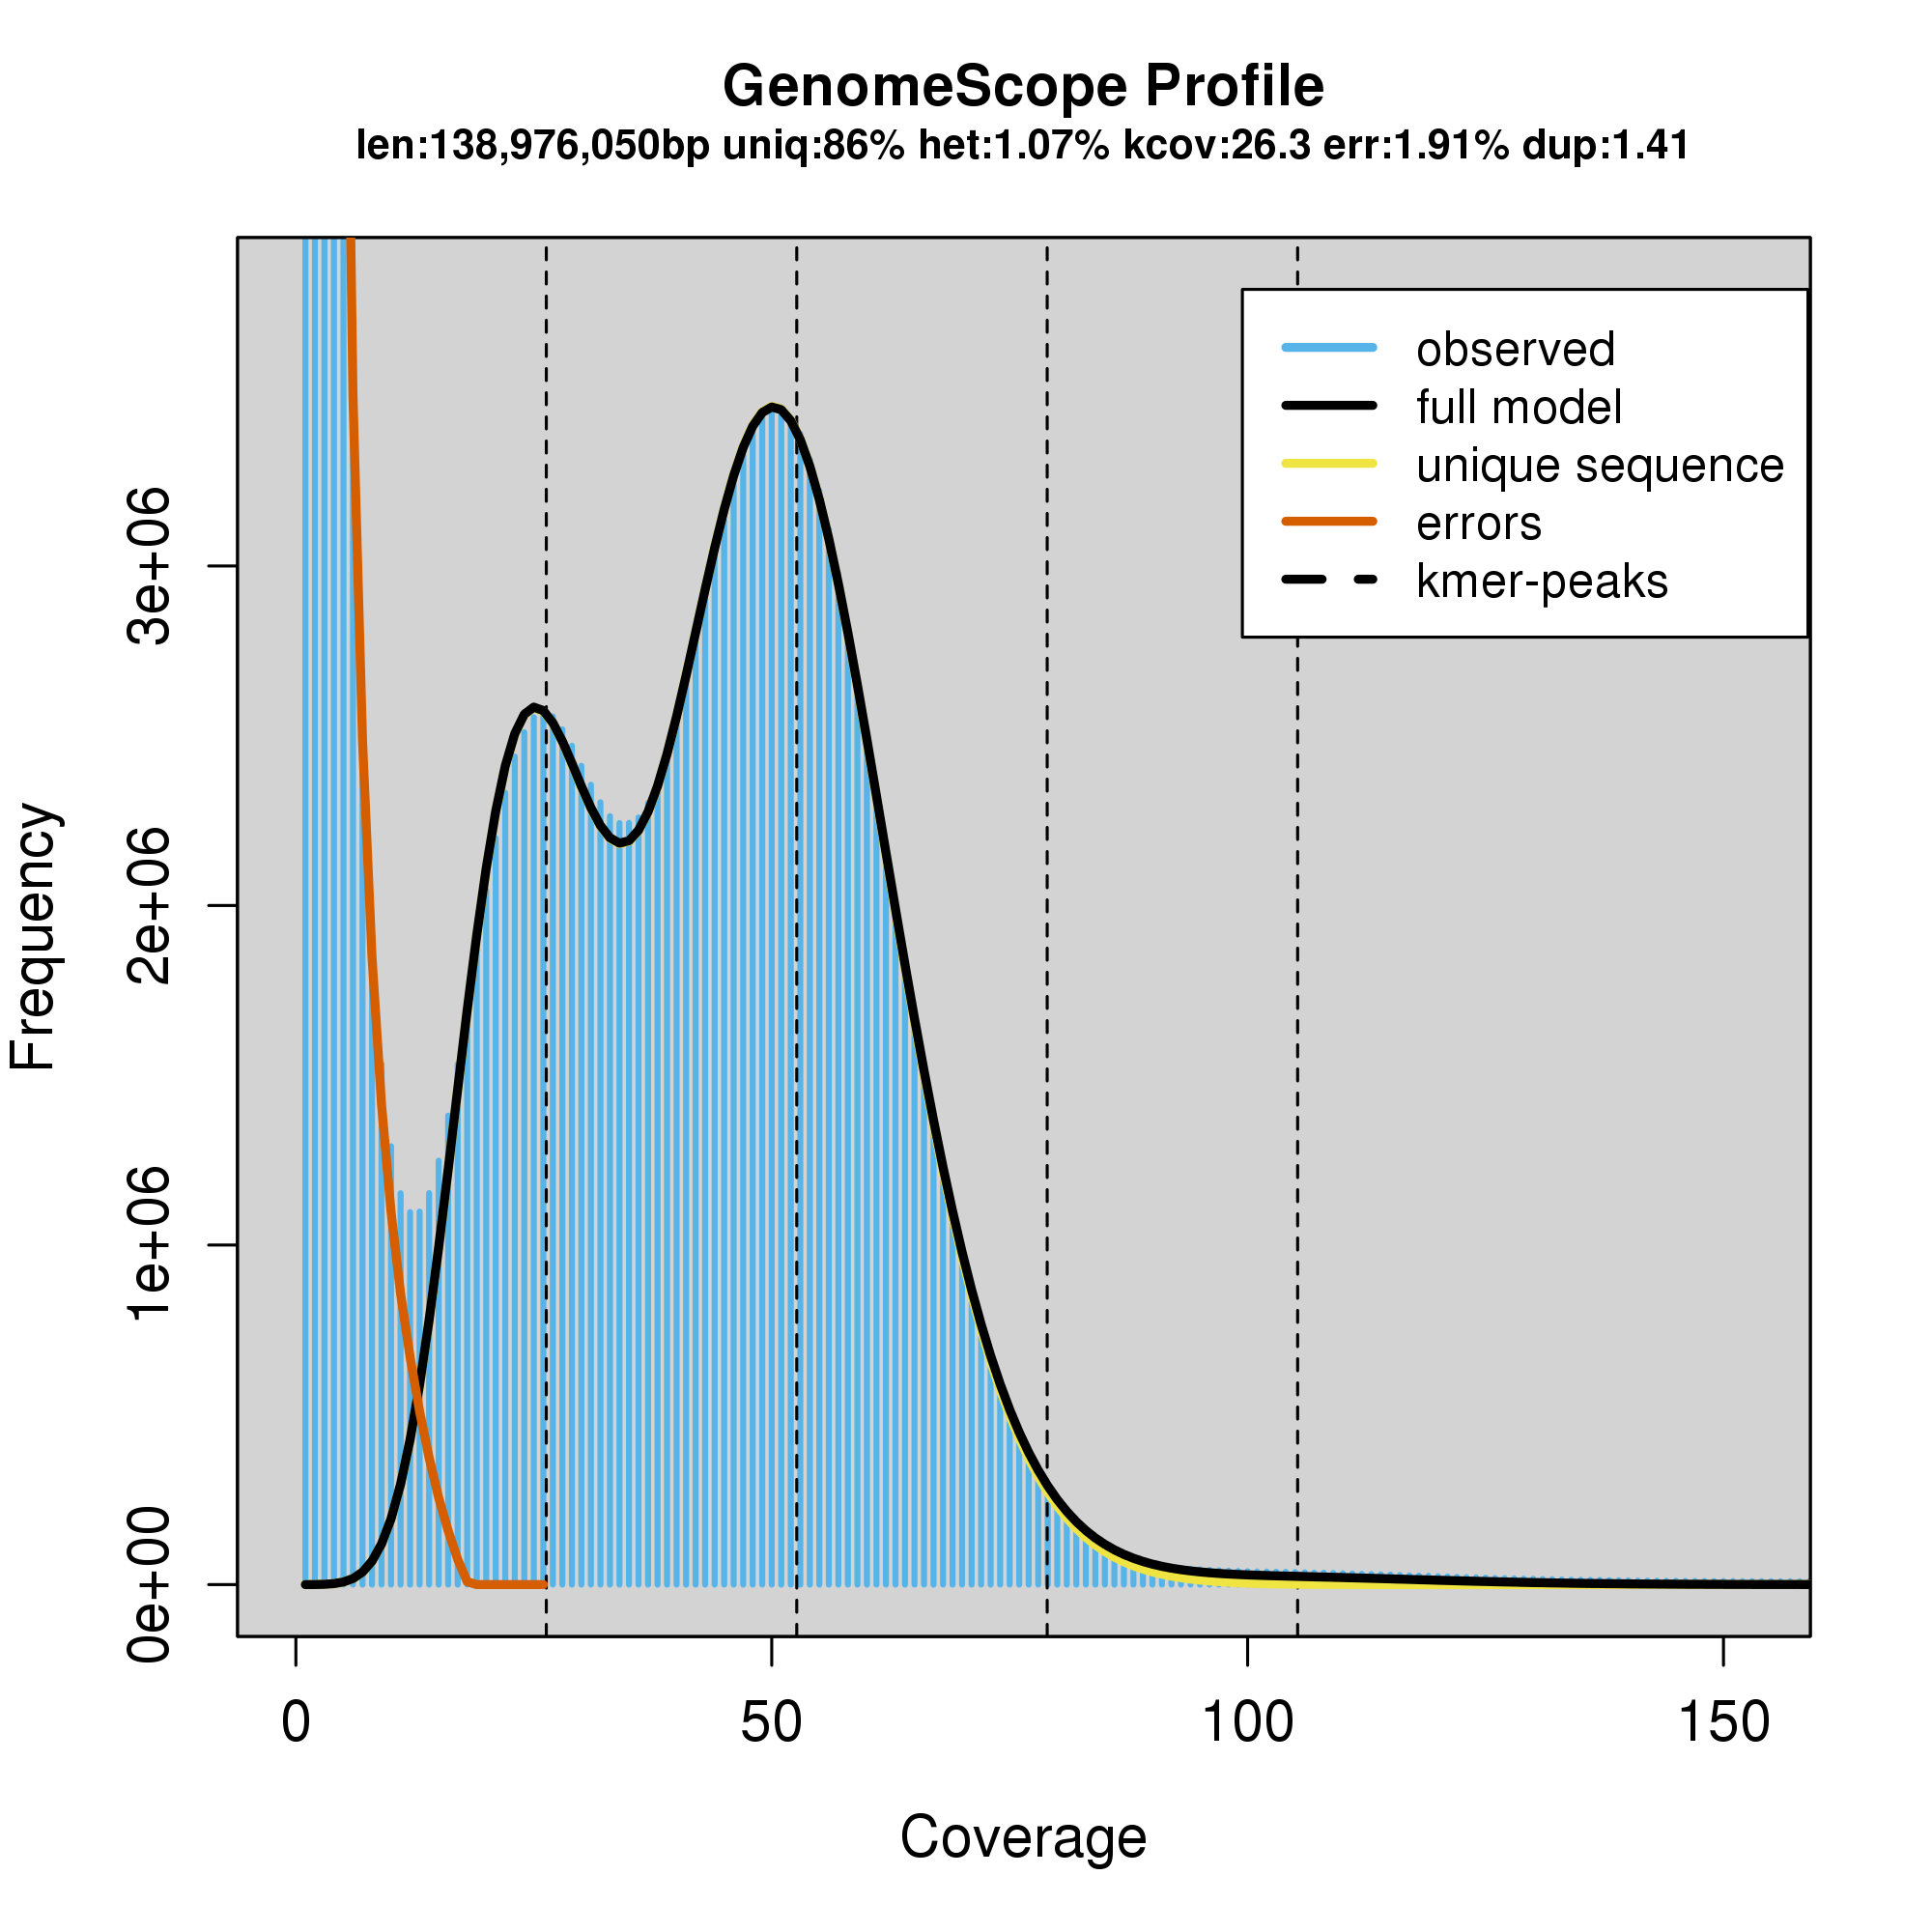 GenomeScope Profile
len:138,976,050bp uniq:86% het:1.07% kcov:26.3 err:1.91% dup:1.41
observed
full model
unique sequence
errors
kmer-peaks
Frequency
3e+06
2e+06
1e+06
0e+00
0 50 100 150
Coverage